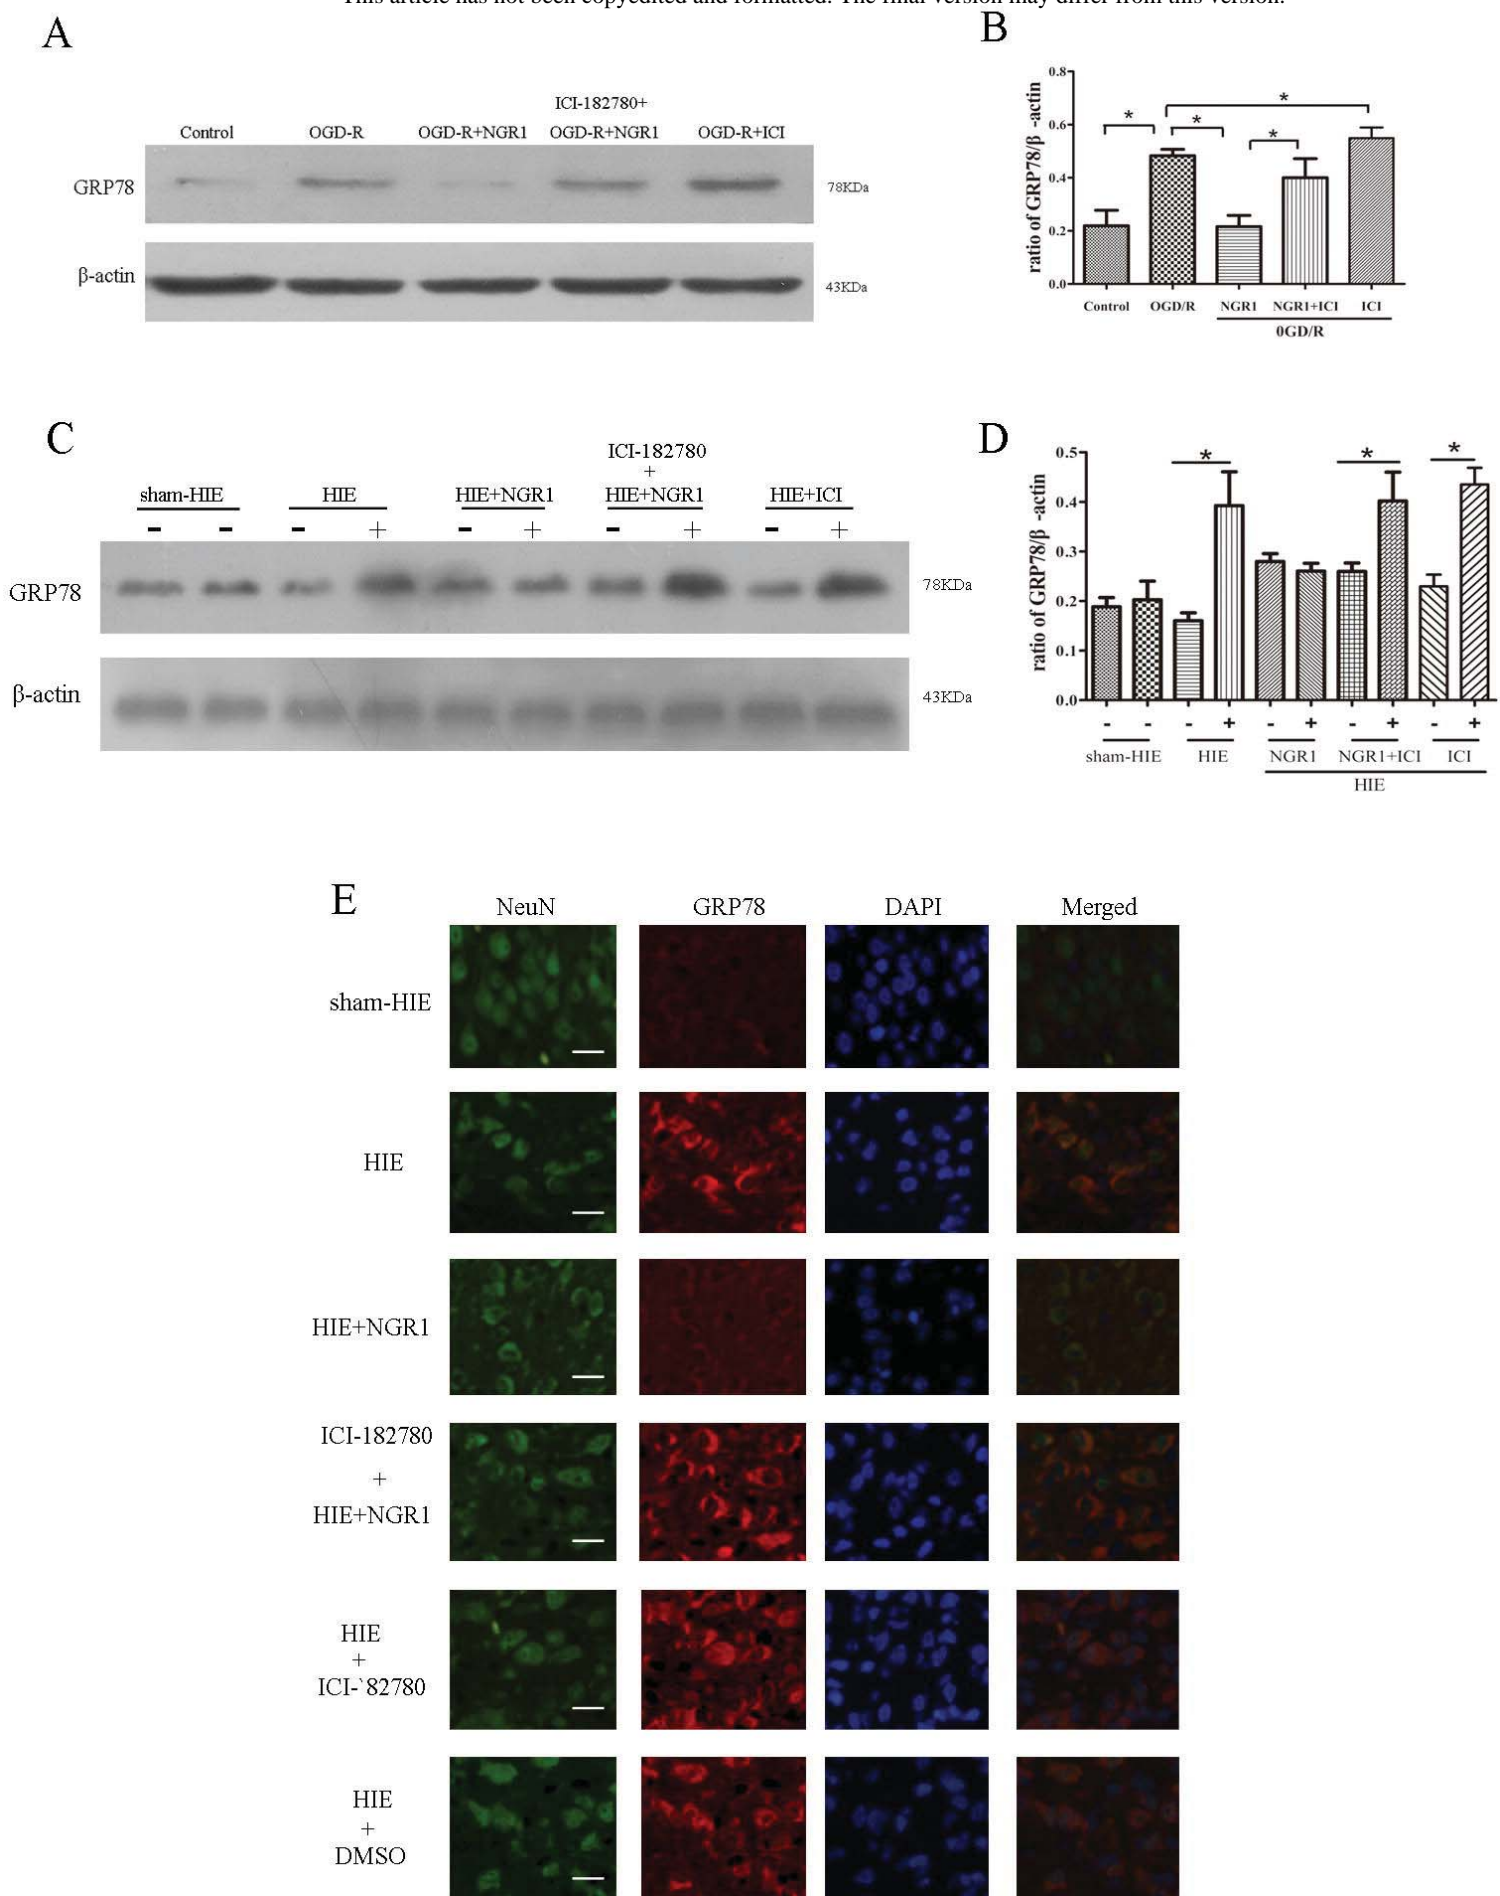 This article has not been copyedited and formatted. The final version may differ from this version.
A
ICI-182780+
Control OGD-R OGD-R+NGR1 OGD-R+NGR1 OGD-R+ICI
GRP78
78KDa
β-actin
43KDa
B
ratio of GRP78/β -actin
0.8
0.6
0.4
0.2
0.0
* * * *
Control OGD/R NGR1 NGR1+ICI ICI
0GD/R
C
ICI-182780
+
sham-HIE HIE HIE+NGR1 HIE+NGR1 HIE+ICI
- - - + - + - + - +
GRP78
78KDa
β-actin
43KDa
D
ratio of GRP78/β -actin
0.5
0.4
0.3
0.2
0.1
0.0
* * *
- - - + - + - + - +
sham-HIE HIE NGR1 NGR1+ICI ICI
HIE
E
NeuN GRP78 DAPI Merged
sham-HIE
HIE
HIE+NGR1
ICI-182780
+
HIE+NGR1
HIE
+
ICI-`82780
HIE
+
DMSO